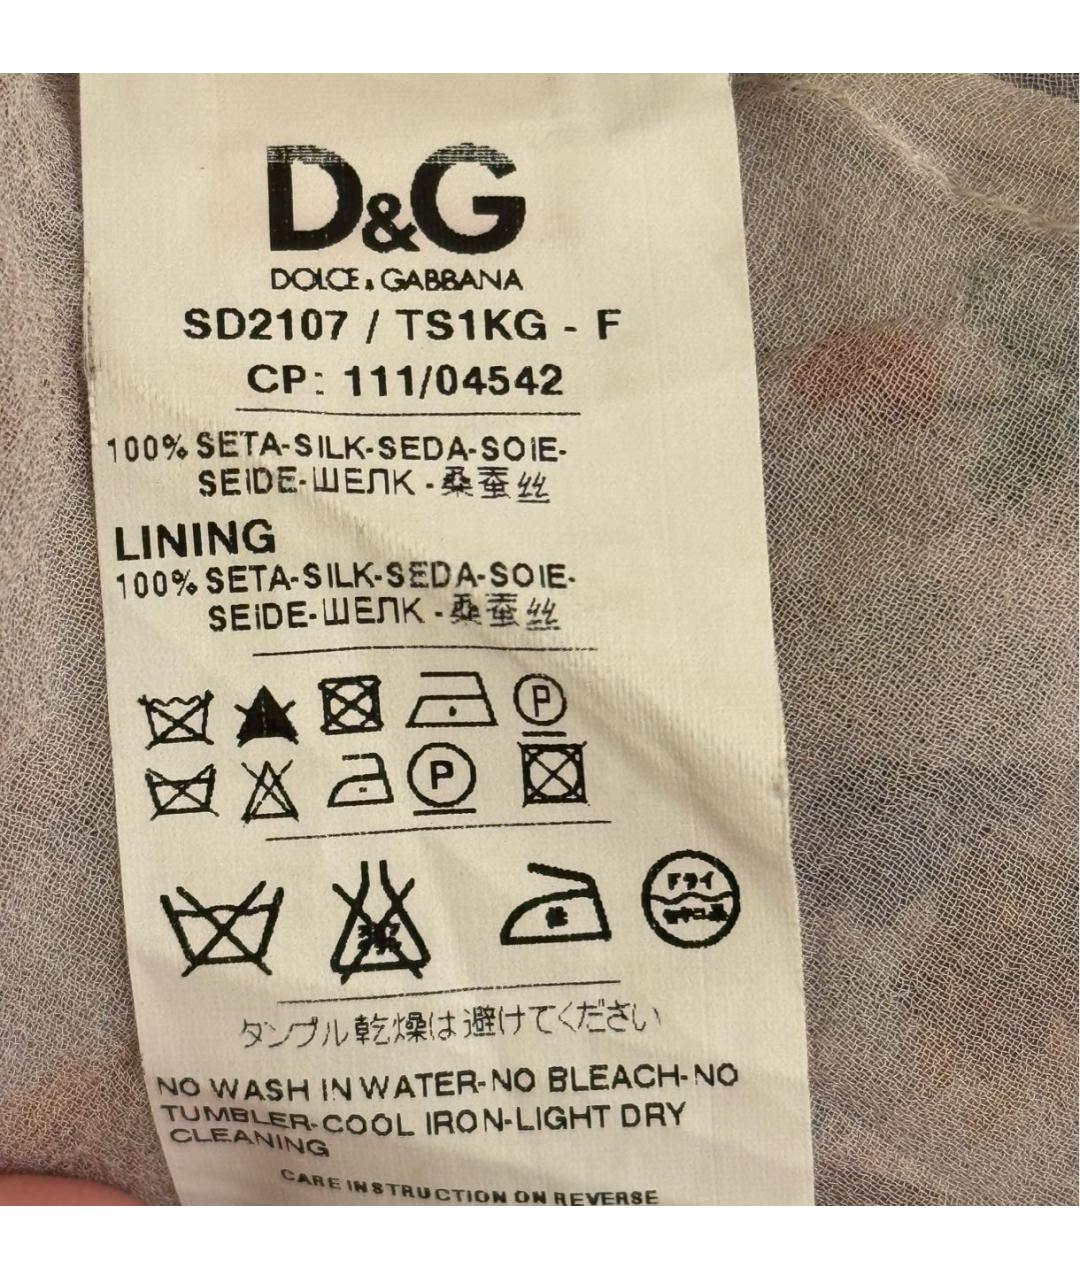 D&G
DOLCE & GABBANA
SD2107 / TS1KG - F
CP: 111/04542
100% SETA-SILK-SEDA-SOIE-
SEIDE-ШЕЛК - 桑蚕丝
LINING
100% SETA-SILK-SEDA-SOIE-
SEIDE-ШЕЛК - 桑蚕丝
P
P
ドライ
タンブル乾燥は避けてください
NO WASH IN WATER-NO BLEACH-NO
TUMBLER-COOL IRON-LIGHT DRY
CLEANING
CARE INSTRUCTION ON REVERSE